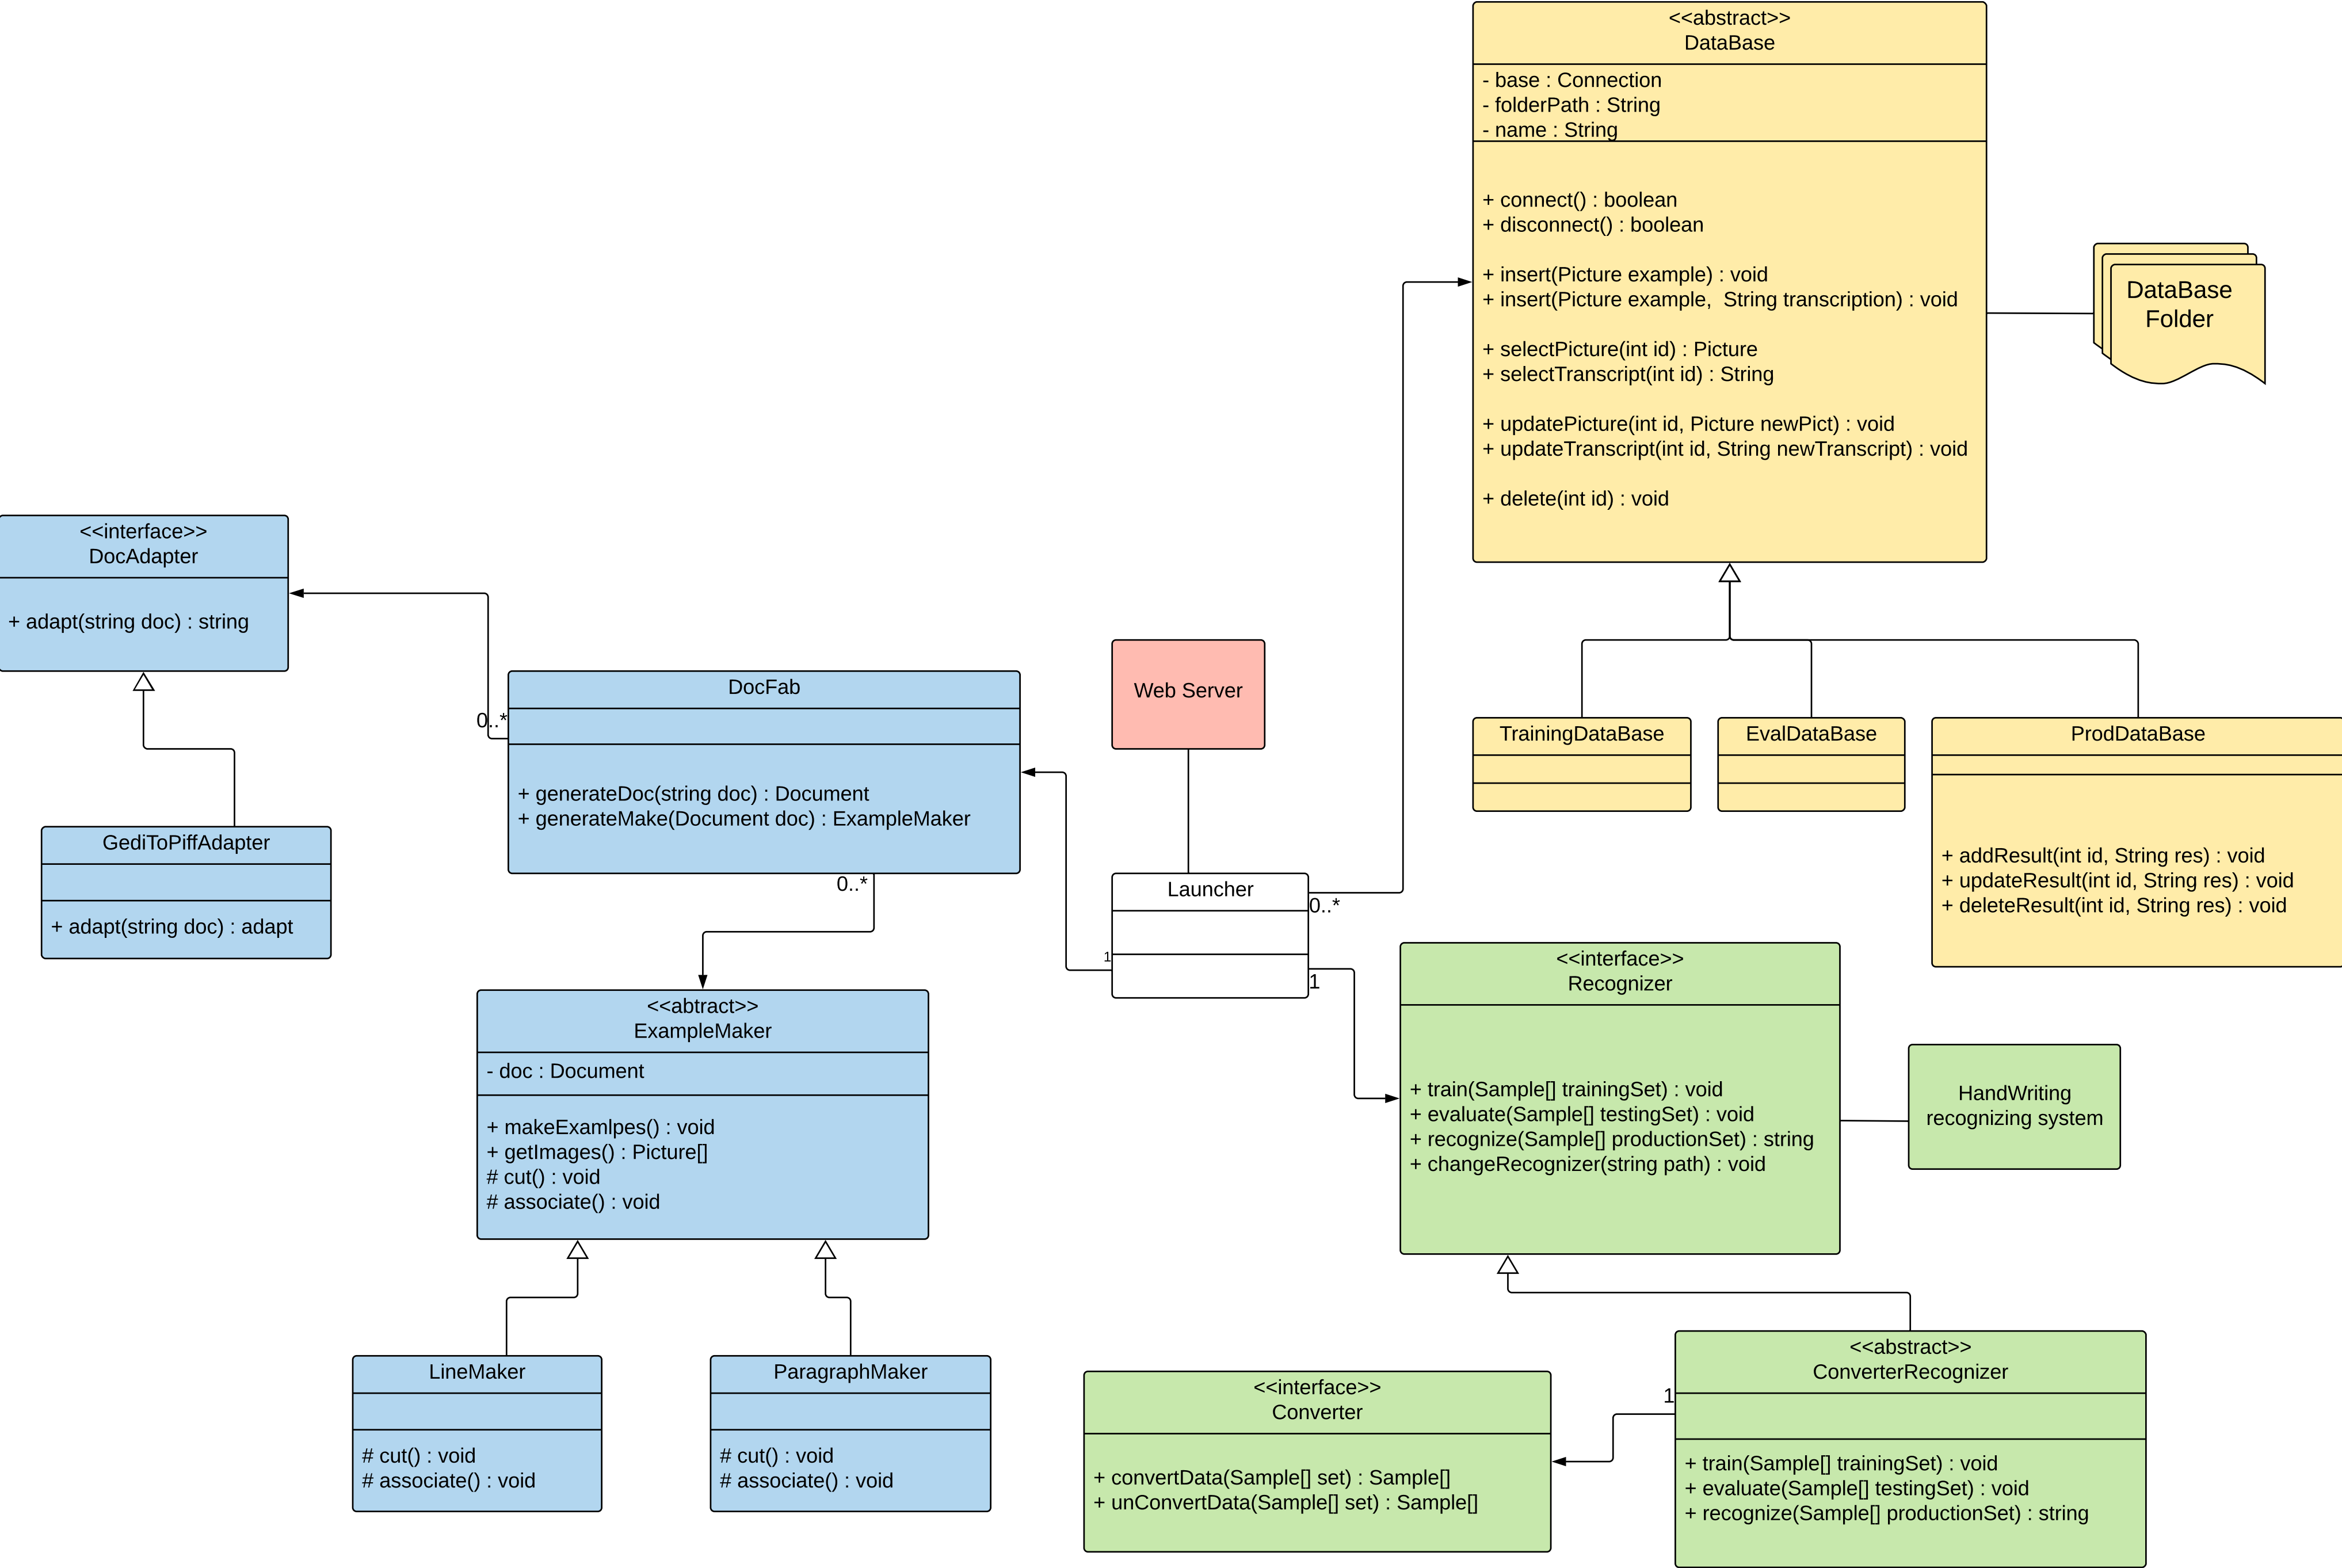 <<abstract>>
DataBase
- base : Connection
- folderPath : String
- name : String
+ connect() : boolean
+ disconnect() : boolean
+ insert(Picture example) : void
+ insert(Picture example,  String transcription) : void
+ selectPicture(int id) : Picture
+ selectTranscript(int id) : String
+ updatePicture(int id, Picture newPict) : void
+ updateTranscript(int id, String newTranscript) : void
+ delete(int id) : void
DataBase
Folder
<<interface>>
DocAdapter
+ adapt(string doc) : string
0..*
DocFab
+ generateDoc(string doc) : Document
+ generateMake(Document doc) : ExampleMaker
0..*
Web Server
TrainingDataBase
EvalDataBase
ProdDataBase
+ addResult(int id, String res) : void
+ updateResult(int id, String res) : void
+ deleteResult(int id, String res) : void
GediToPiffAdapter
+ adapt(string doc) : adapt
Launcher
0..*
1
1
<<interface>>
Recognizer
+ train(Sample[] trainingSet) : void
+ evaluate(Sample[] testingSet) : void
+ recognize(Sample[] productionSet) : string
+ changeRecognizer(string path) : void
HandWriting
recognizing system
<<abtract>>
ExampleMaker
- doc : Document
+ makeExamlpes() : void
+ getImages() : Picture[]
# cut() : void
# associate() : void
LineMaker
# cut() : void
# associate() : void
ParagraphMaker
# cut() : void
# associate() : void
<<interface>>
Converter
+ convertData(Sample[] set) : Sample[]
+ unConvertData(Sample[] set) : Sample[]
1
<<abstract>>
ConverterRecognizer
+ train(Sample[] trainingSet) : void
+ evaluate(Sample[] testingSet) : void
+ recognize(Sample[] productionSet) : string